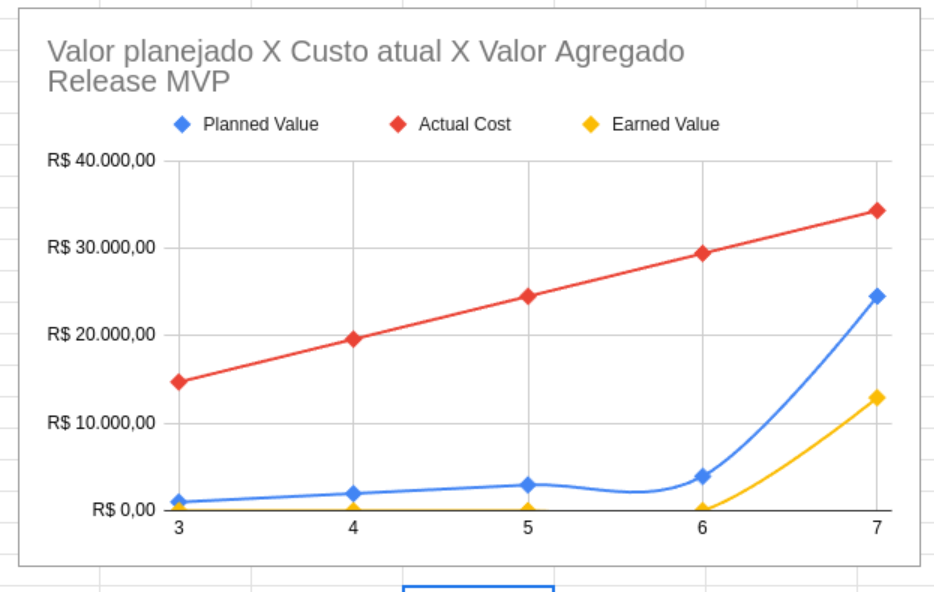 Valor planejado X Custo atual X Valor Agregado
Release MVP
Planned Value Actual Cost Earned Value
R$ 40.000,00
R$ 30.000,00
R$ 20.000,00
R$ 10.000,00
R$ 0,00
3 4 5 6 7